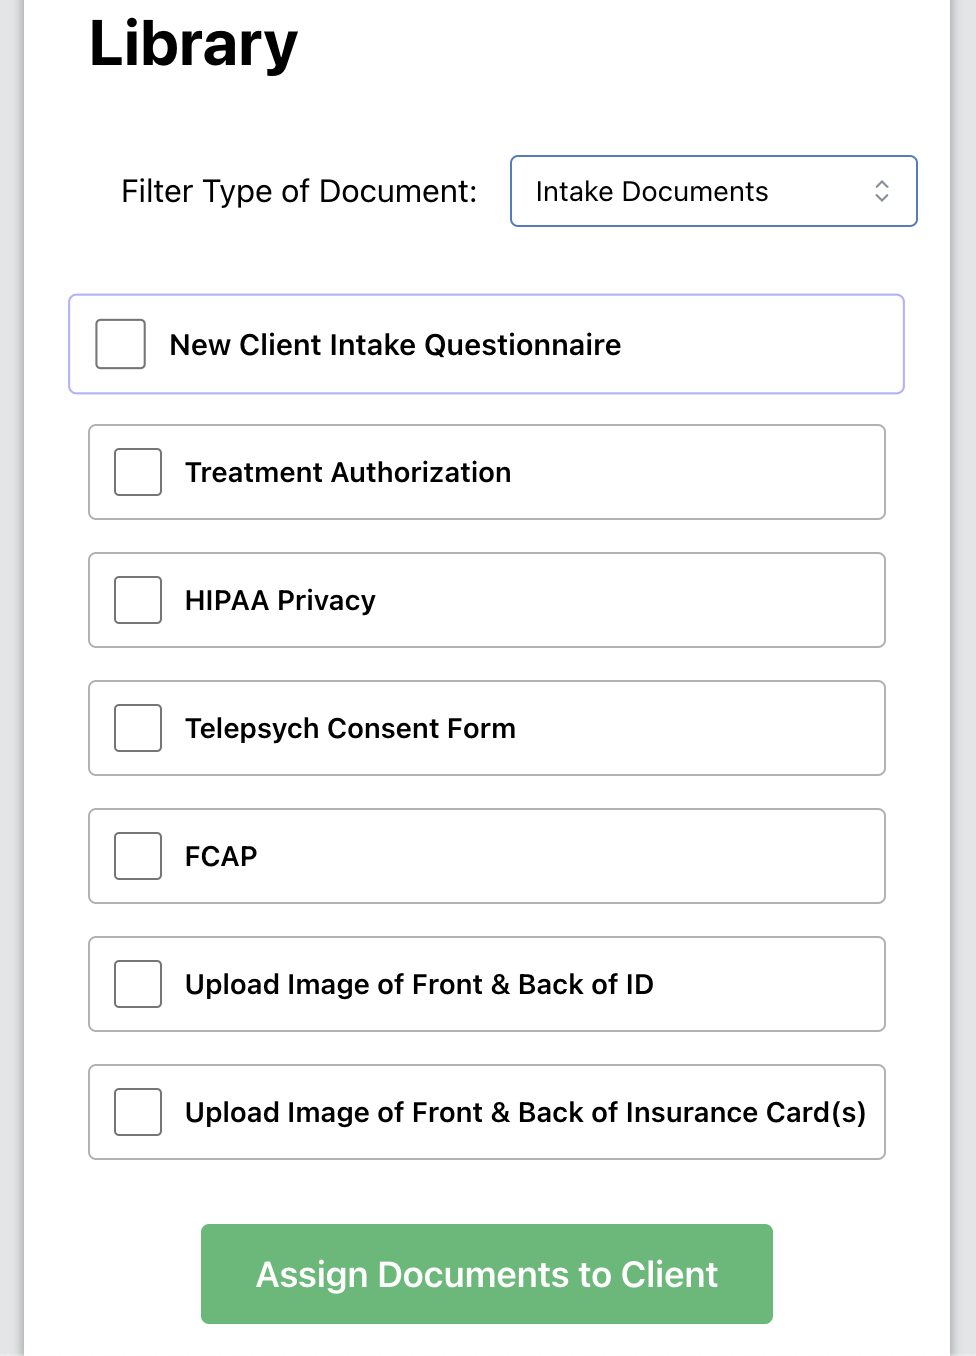 Library
Filter Type of Document: Intake Documents
New Client Intake Questionnaire
Treatment Authorization
HIPAA Privacy
Telepsych Consent Form
FCAP
Upload Image of Front & Back of ID
Upload Image of Front & Back of Insurance Card(s)
Assign Documents to Client